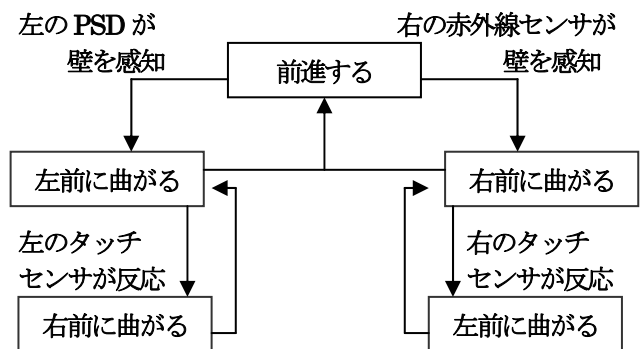 左の PSD が
壁を感知
右の赤外線センサが
壁を感知
前進する
左前に曲がる
右前に曲がる
左のタッチ
センサが反応
右のタッチ
センサが反応
右前に曲がる
左前に曲がる